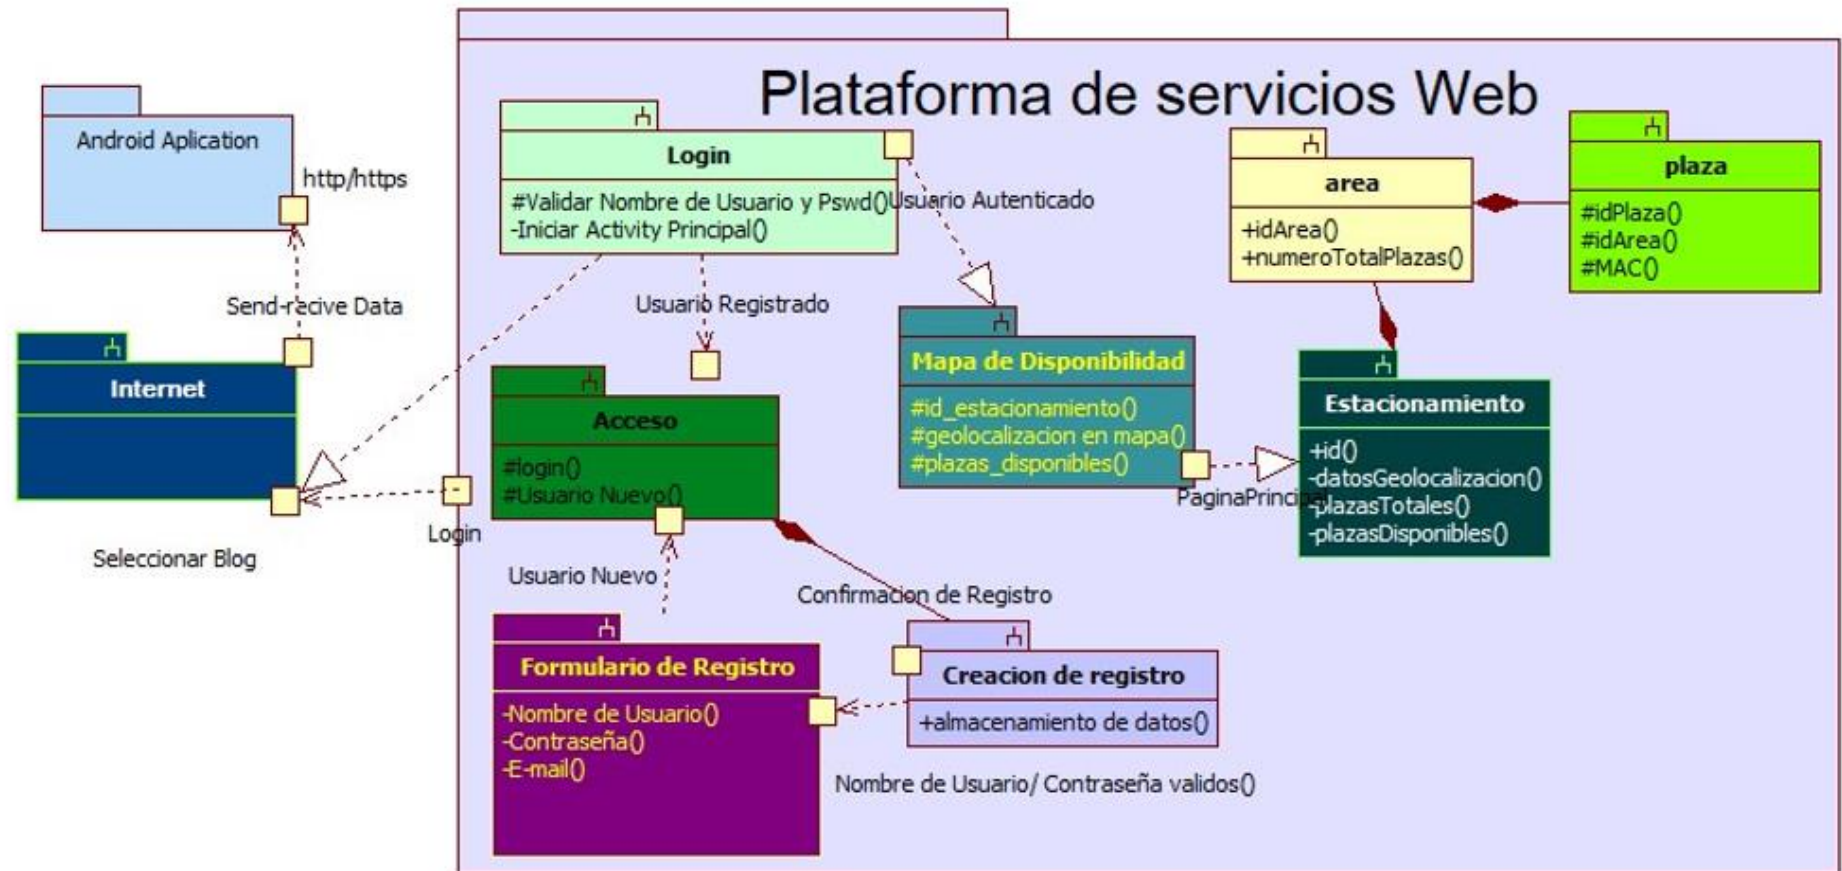 Plataforma de servicios Web
Android Aplication
http/https
Send-recive Data
Internet
Seleccionar Blog
Login
Login
#Validar Nombre de Usuario y Pswd()
-Iniciar Activity Principal()
Usuario Autenticado
Usuario Registrado
Acceso
#login()
#Usuario Nuevo()
Usuario Nuevo
Confirmacion de Registro
Formulario de Registro
-Nombre de Usuario()
-Contraseña()
-E-mail()
Creacion de registro
+almacenamiento de datos()
Nombre de Usuario/ Contraseña validos()
Mapa de Disponibilidad
#id_estacionamiento()
#geolocalizacion en mapa()
#plazas_disponibles()
PaginaPrincipal
area
+idArea()
+numeroTotalPlazas()
plaza
#idPlaza()
#idArea()
#MAC()
Estacionamiento
+id()
-datosGeolocalizacion()
-plazasTotales()
-plazasDisponibles()